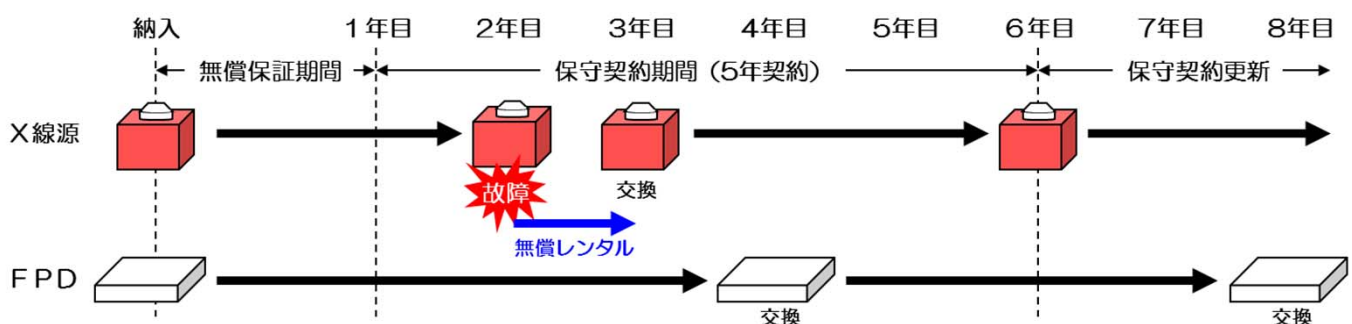 納入 1年目 2年目 3年目 4年目 5年目 6年目 7年目 8年目
無償保証期間 保守契約期間（5年契約） 保守契約更新
X線源
故障 交換
無償レンタル
FPD
交換 交換